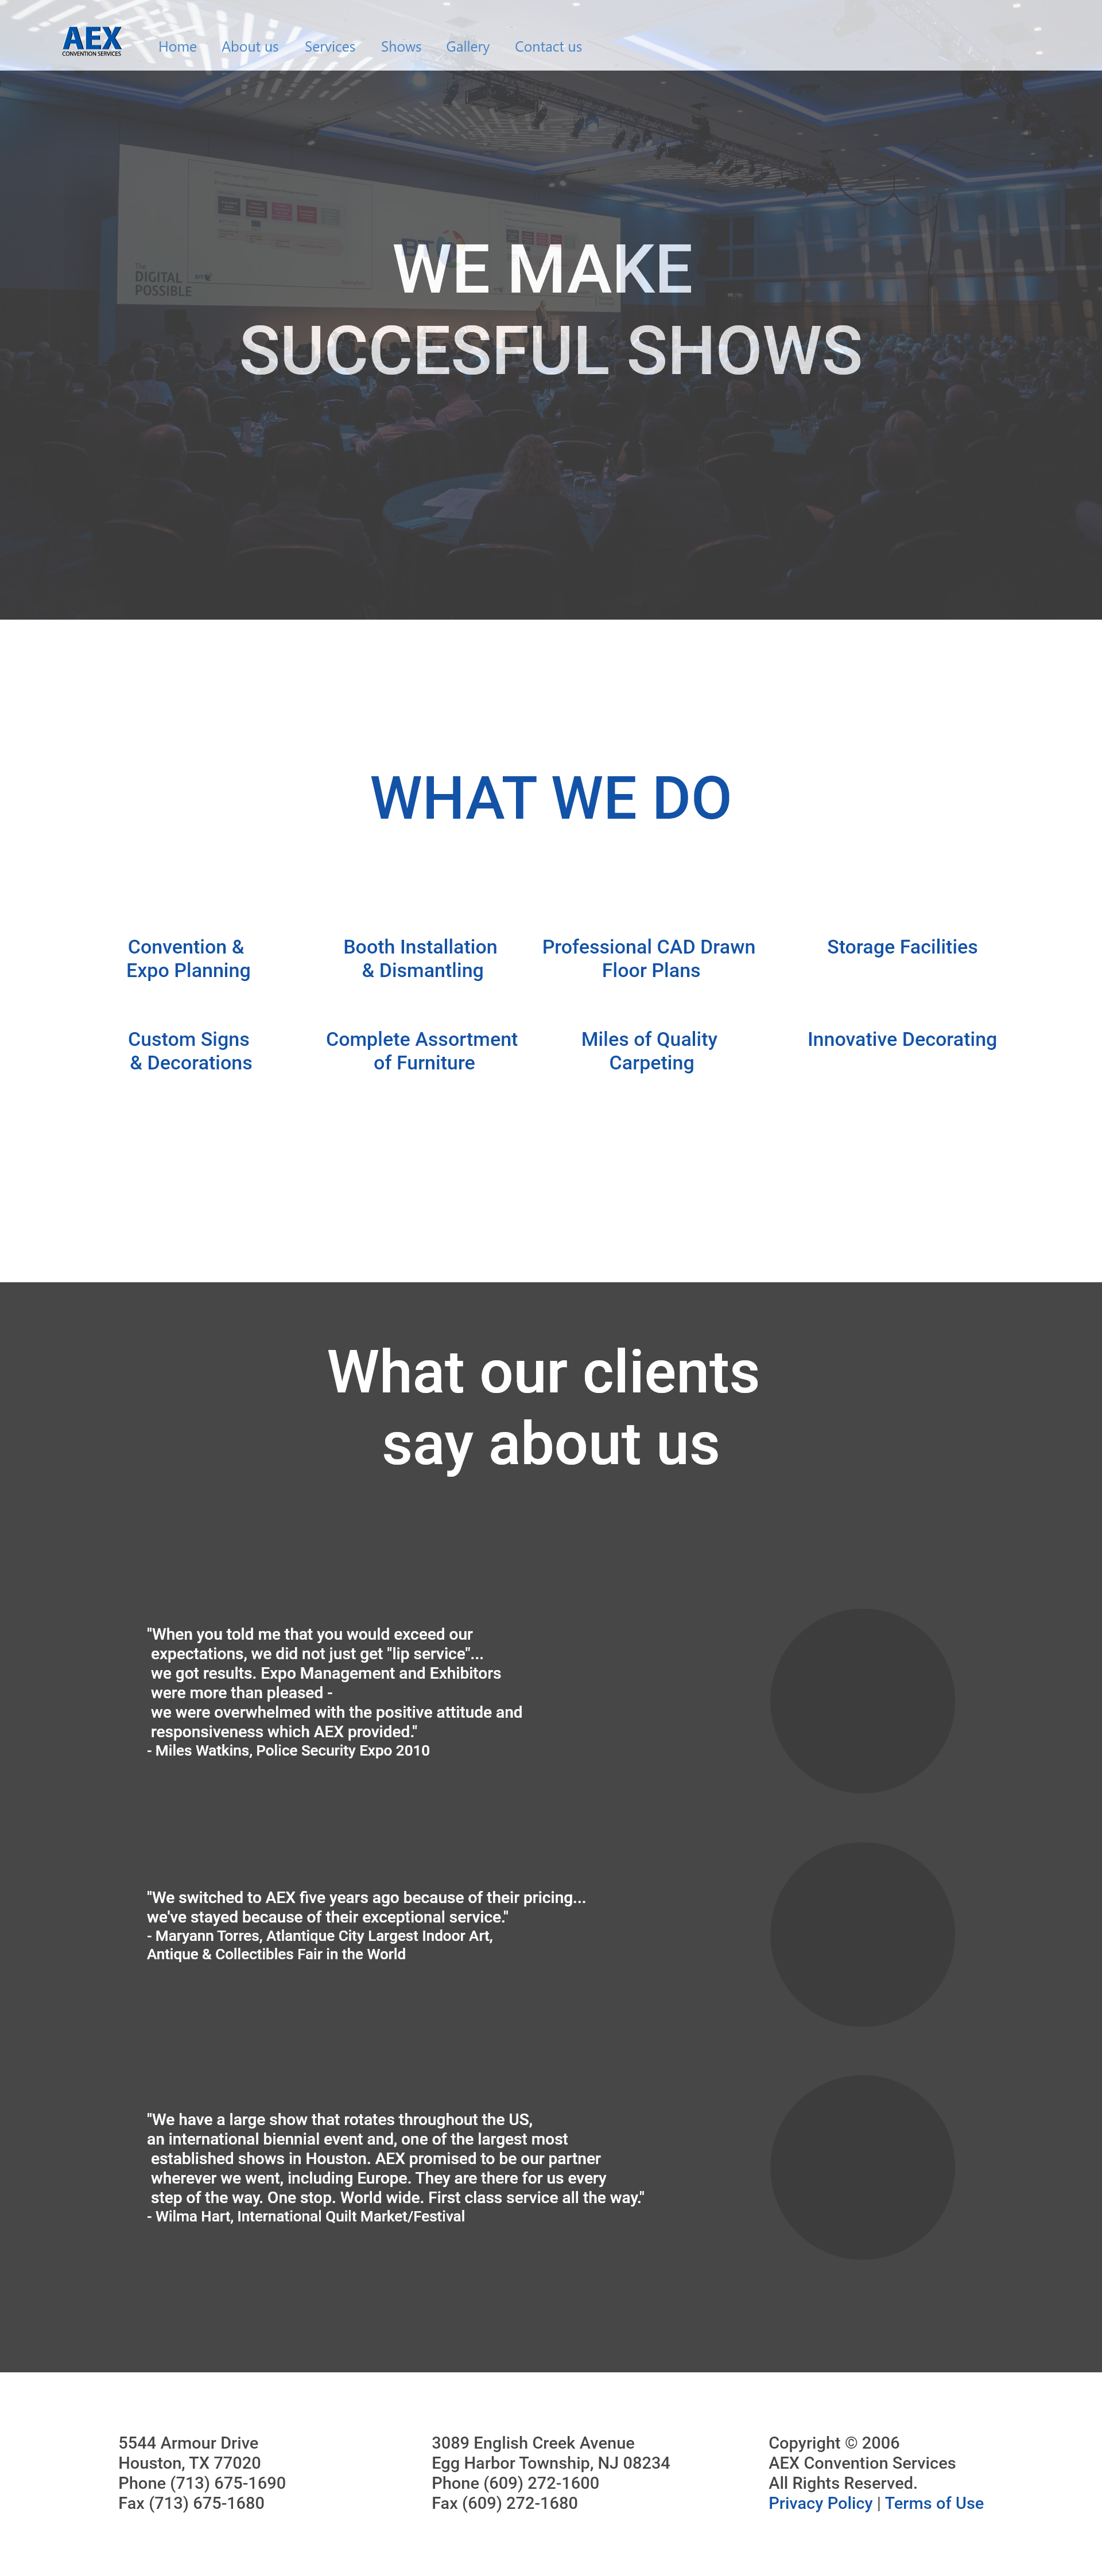 AEX
CONVENTION SERVICES
Home About us Services Shows Gallery Contact us
The
DIGITAL
POSSIBLE
WE MAKE
SUCCESFUL SHOWS
WHAT WE DO
Convention &
Expo Planning
Booth Installation
& Dismantling
Professional CAD Drawn
Floor Plans
Storage Facilities
Custom Signs
& Decorations
Complete Assortment
of Furniture
Miles of Quality
Carpeting
Innovative Decorating
What our clients
say about us
"When you told me that you would exceed our
expectations, we did not just get "lip service"...
we got results. Expo Management and Exhibitors
were more than pleased -
we were overwhelmed with the positive attitude and
responsiveness which AEX provided."
- Miles Watkins, Police Security Expo 2010
"We switched to AEX five years ago because of their pricing...
we've stayed because of their exceptional service."
- Maryann Torres, Atlantique City Largest Indoor Art,
Antique & Collectibles Fair in the World
"We have a large show that rotates throughout the US,
an international biennial event and, one of the largest most
established shows in Houston. AEX promised to be our partner
wherever we went, including Europe. They are there for us every
step of the way. One stop. World wide. First class service all the way."
- Wilma Hart, International Quilt Market/Festival
5544 Armour Drive
Houston, TX 77020
Phone (713) 675-1690
Fax (713) 675-1680
3089 English Creek Avenue
Egg Harbor Township, NJ 08234
Phone (609) 272-1600
Fax (609) 272-1680
Copyright © 2006
AEX Convention Services
All Rights Reserved.
Privacy Policy | Terms of Use